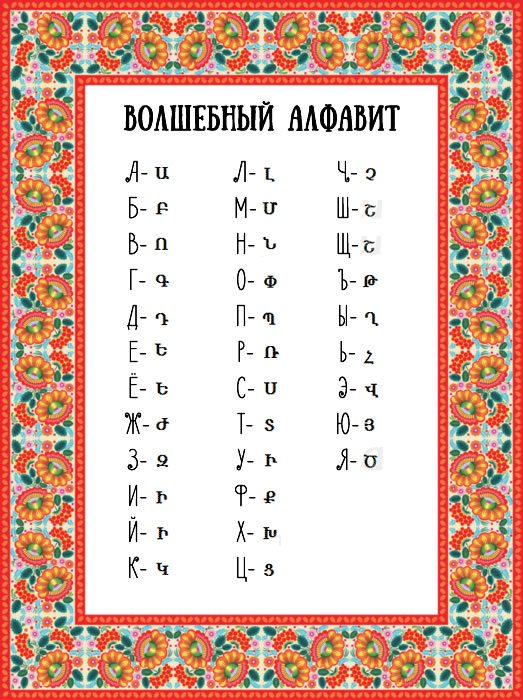 ВОЛШЕБНЫЙ АЛФАВИТ
А- Ա
Б- Բ
В- Ո
Г- Գ
Д- Դ
Е- Ե
Ё- Ե
Ж- Ժ
З- Ջ
И- Ի
Й- Ի
К- Կ
Л- Լ
М- Մ
Н- Ն
О- Փ
П- Պ
Р- Ռ
С- Ս
Т- Տ
У- Ւ
Ф- Ք
Х- Խ
Ц- Ց
Ч- Չ
Ш- Շ
Щ- Շ
Ъ- Թ
Ы- Ղ
Ь- Հ
Э- Վ
Ю- Յ
Я- Ծ